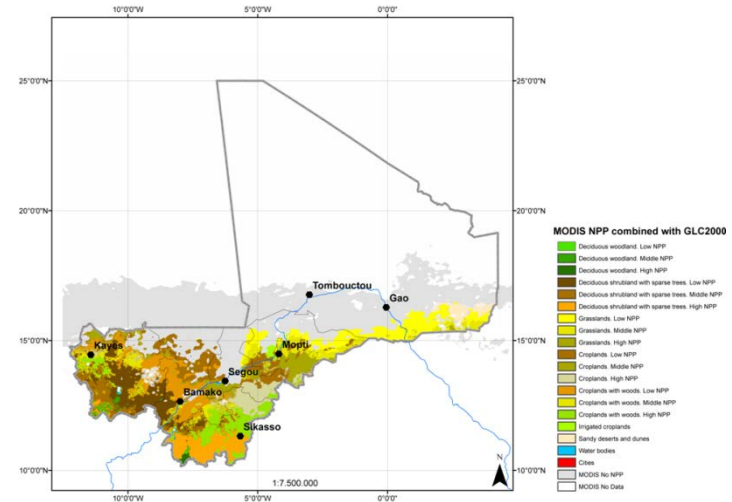 10°0'0"W 5°0'0"W 0°0'0"
25°0'0"N 25°0'0"N
20°0'0"N 20°0'0"N
15°0'0"N 15°0'0"N
10°0'0"N 10°0'0"N
Tombouctou
Gao
Kayes
Mopti
Segou
Bamako
Sikasso
N
1:7.500.000
10°0'0"W 5°0'0"W 0°0'0"
MODIS NPP combined with GLC2000
Deciduous woodland. Low NPP
Deciduous woodland. Middle NPP
Deciduous woodland. High NPP
Deciduous shrubland with sparse trees. Low NPP
Deciduous shrubland with sparse trees. Middle NPP
Deciduous shrubland with sparse trees. High NPP
Grasslands. Low NPP
Grasslands. Middle NPP
Grasslands. High NPP
Croplands. Low NPP
Croplands. Middle NPP
Croplands. High NPP
Croplands with woods. Low NPP
Croplands with woods. Middle NPP
Croplands with woods. High NPP
Irrigated croplands
Sandy deserts and dunes
Water bodies
Cities
MODIS No NPP
MODIS No Data